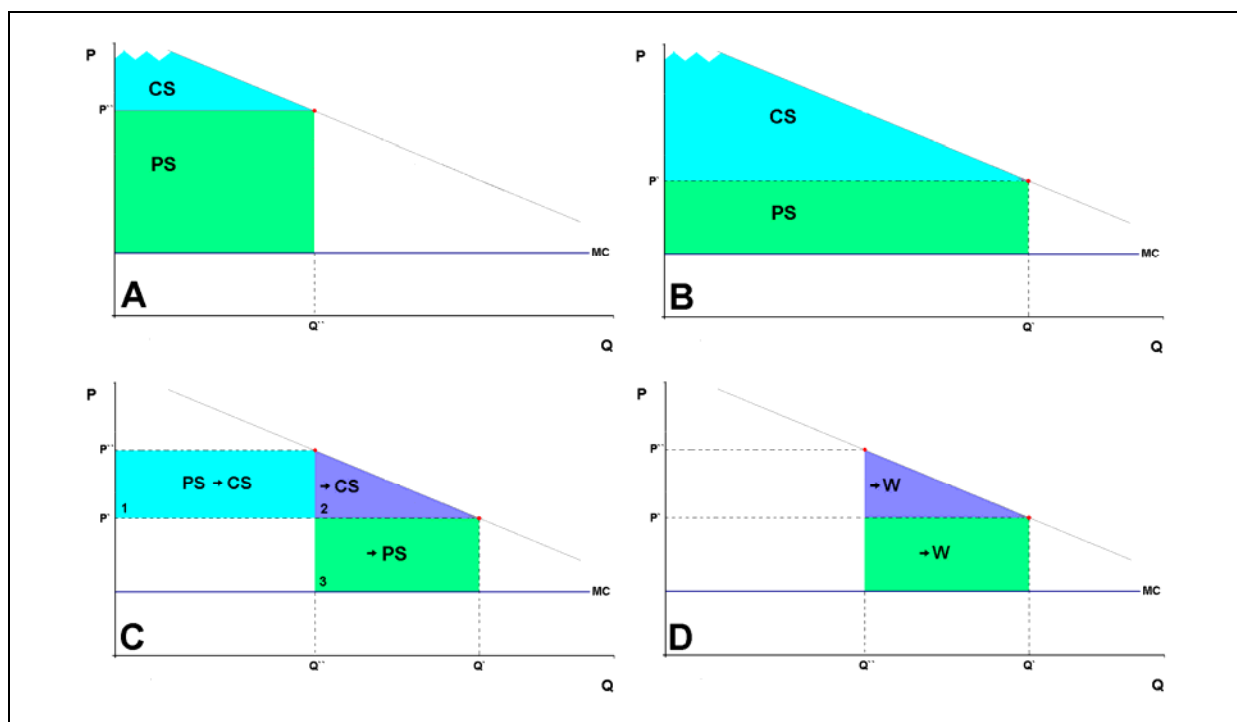 P
CS
P``
PS
MC
A
Q``
Q
P
CS
P`
PS
MC
B
Q`
Q
P
P``
PS → CS
→ CS
1
2
P`
→ PS
3
MC
C
Q``
Q`
Q
P
P``
→ W
P`
→ W
MC
D
Q``
Q`
Q